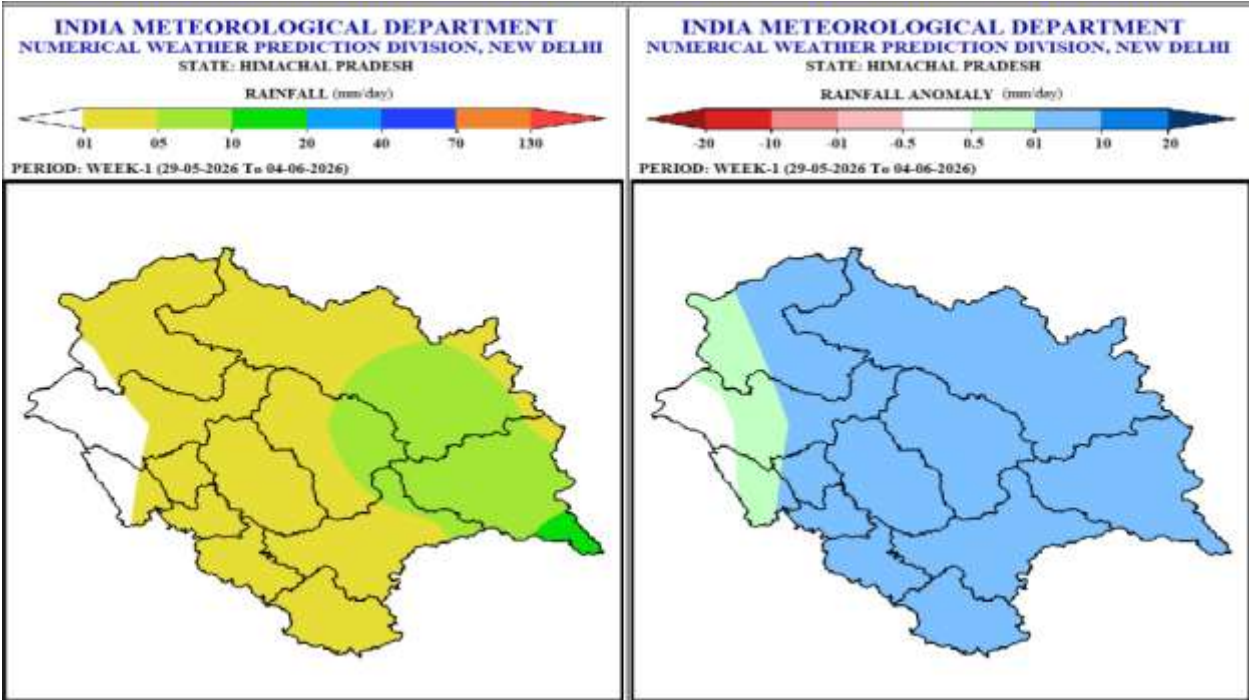 INDIA METEOROLOGICAL DEPARTMENT
NUMERICAL WEATHER PREDICTION DIVISION, NEW DELHI
STATE: HIMACHAL PRADESH
RAINFALL (mm/day)
01 05 10 20 40 70 130
PERIOD: WEEK-1 (29-05-2026 To 04-06-2026)
INDIA METEOROLOGICAL DEPARTMENT
NUMERICAL WEATHER PREDICTION DIVISION, NEW DELHI
STATE: HIMACHAL PRADESH
RAINFALL ANOMALY (mm/day)
-20 -10 -01 -0.5 0.5 01 10 20
PERIOD: WEEK-1 (29-05-2026 To 04-06-2026)